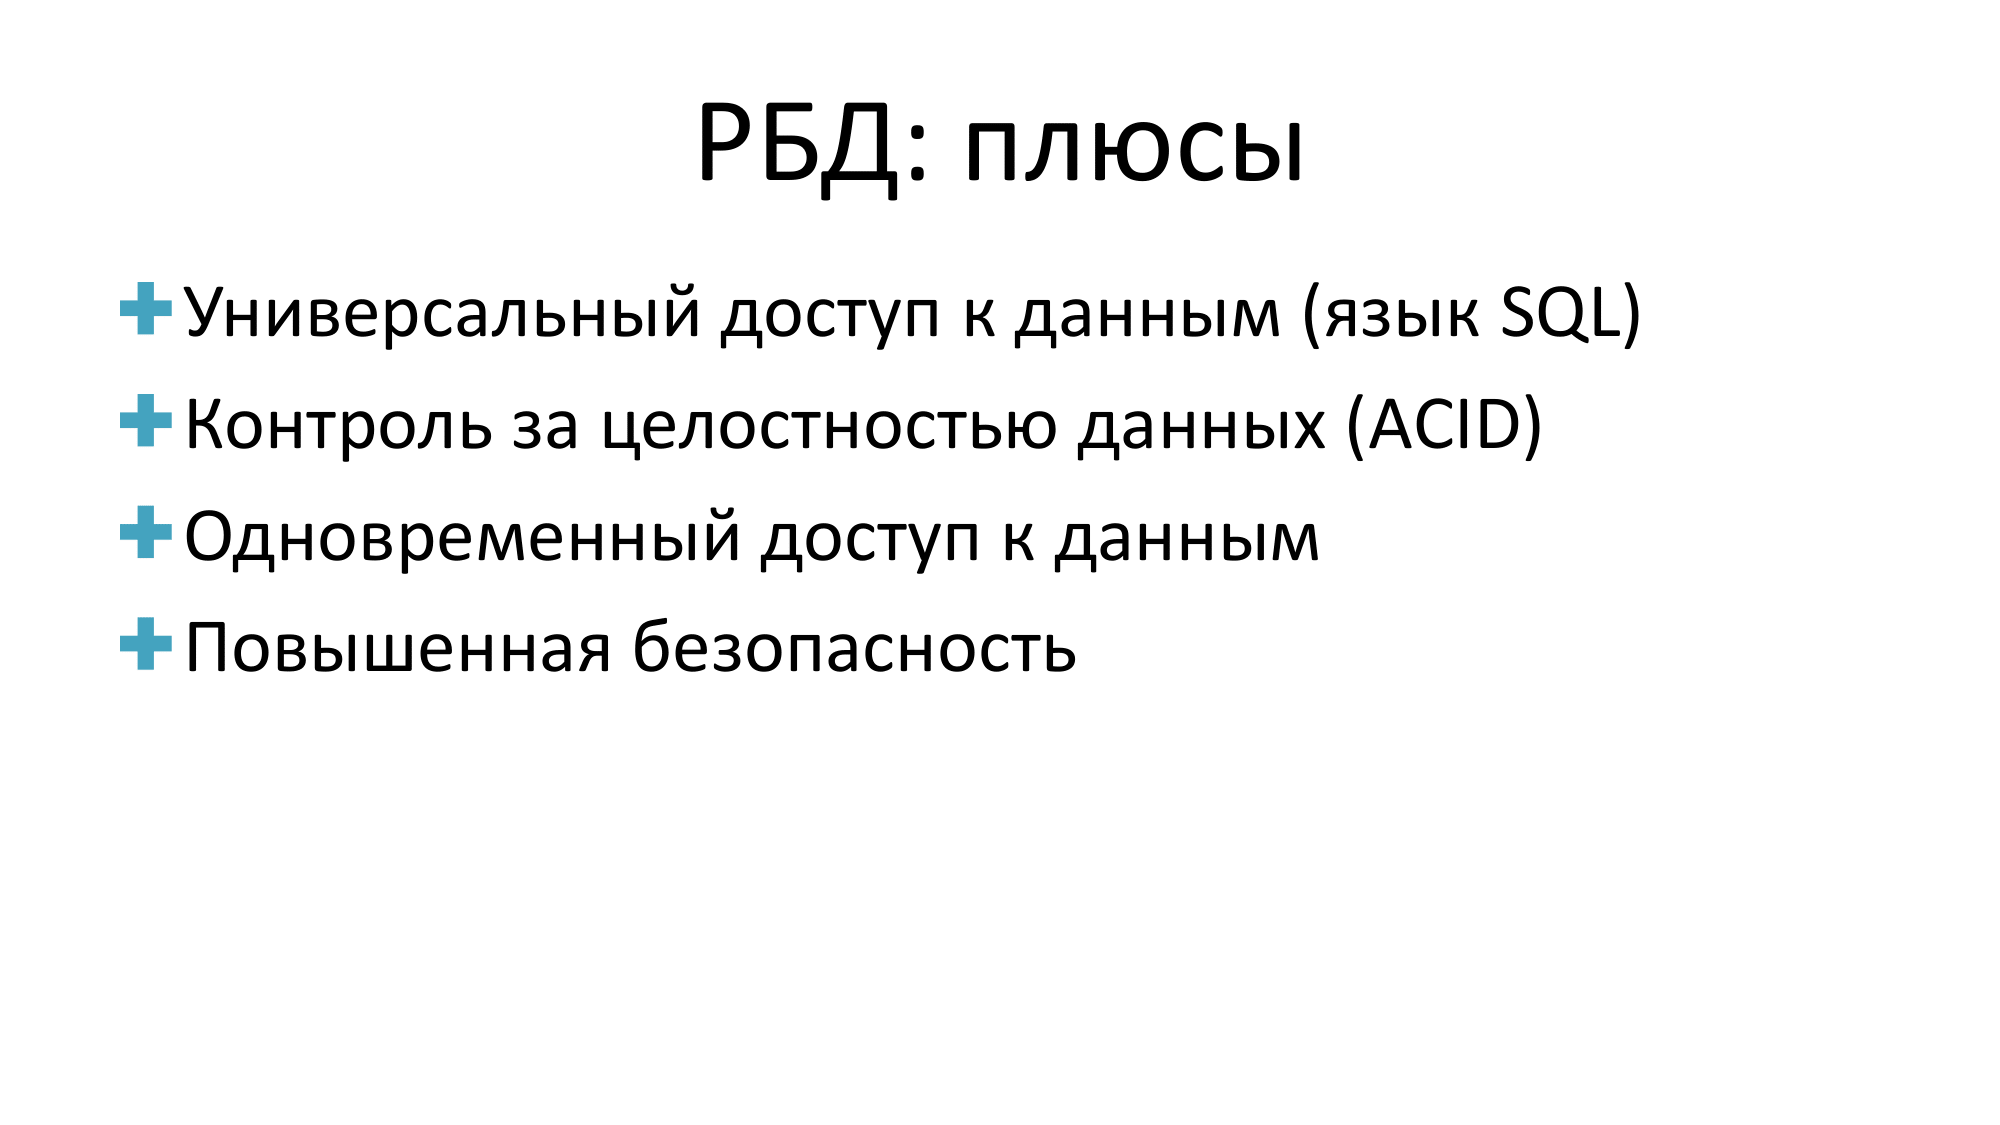 РБД: плюсы
Универсальный доступ к данным (язык SQL)
Контроль за целостностью данных (ACID)
Одновременный доступ к данным
Повышенная безопасность